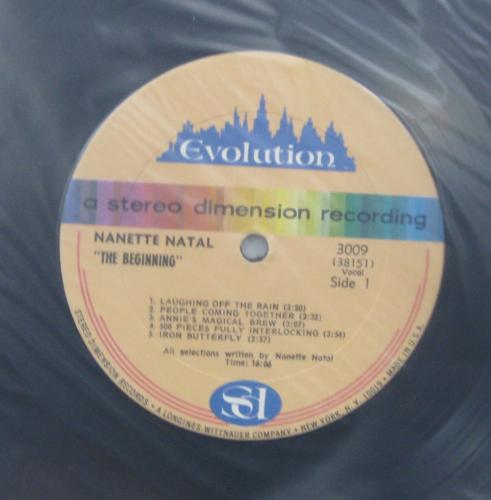 Evolution
a stereo dimension recording
NANETTE NATAL
"THE BEGINNING"
3009
(38151)
Vocal
Side 1
1. LAUGHING OFF THE RAIN (3:20)
2. PEOPLE COMING TOGETHER (2:32)
3. ANNIE'S MAGICAL BREW (3:07)
4. 500 PIECES FULLY INTERLOCKING (3:54)
5. IRON BUTTERFLY (2:57)
All selections written by Nanette Natal
Time: 16:06
sd
STEREO DIMENSION RECORDS • A LONGINES-WITTNAUER COMPANY • NEW YORK, N. Y. 10019 • MADE IN U.S.A.